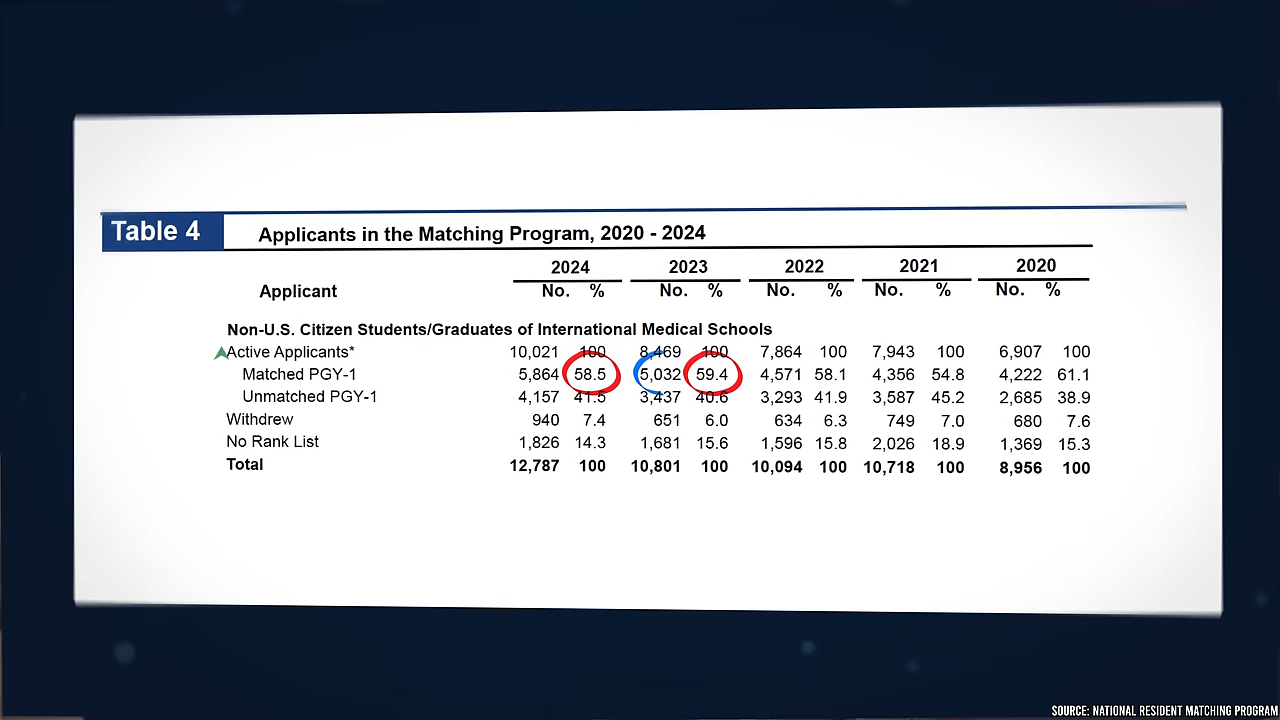 Table 4 Applicants in the Matching Program, 2020 - 2024
2024 2023 2022 2021 2020
Applicant No. % No. % No. % No. % No. %
Non-U.S. Citizen Students/Graduates of International Medical Schools
Active Applicants* 10,021 100 8,469 100 7,864 100 7,943 100 6,907 100
Matched PGY-1 5,864 58.5 5,032 59.4 4,571 58.1 4,356 54.8 4,222 61.1
Unmatched PGY-1 4,157 41.5 3,437 40.6 3,293 41.9 3,587 45.2 2,685 38.9
Withdrew 940 7.4 651 6.0 634 6.3 749 7.0 680 7.6
No Rank List 1,826 14.3 1,681 15.6 1,596 15.8 2,026 18.9 1,369 15.3
Total 12,787 100 10,801 100 10,094 100 10,718 100 8,956 100
SOURCE: NATIONAL RESIDENT MATCHING PROGRAM